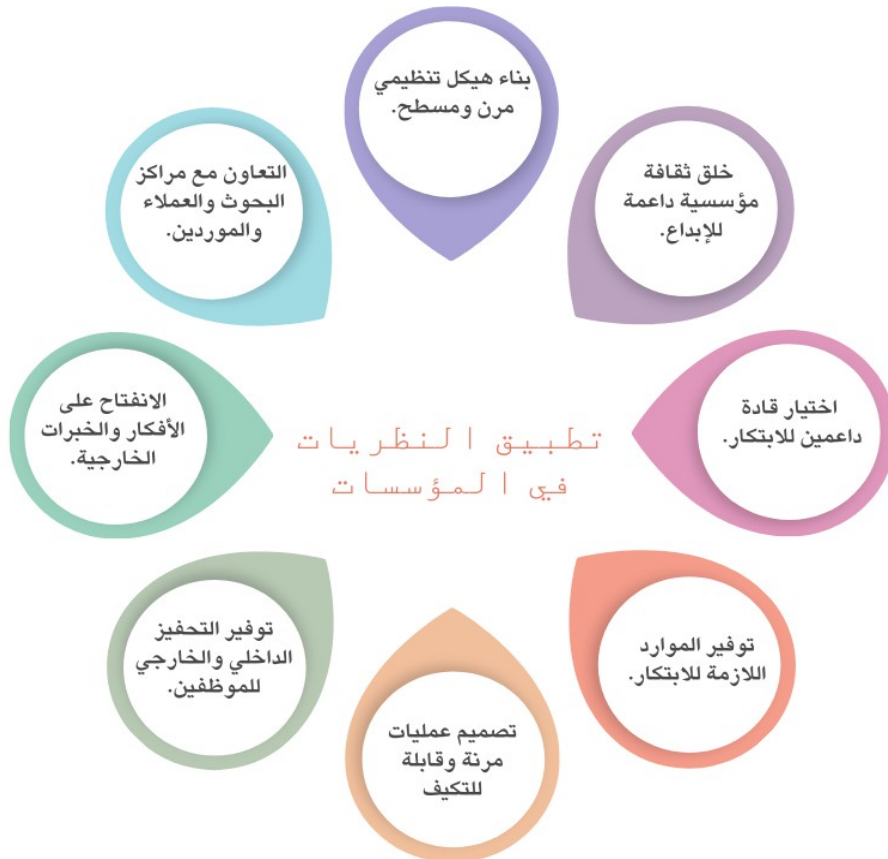 بناء هيكل تنظيمي
مرن ومسطح.
خلق ثقافة
مؤسسية داعمة
للإبداع.
اختيار قادة
داعمين للابتكار.
توفير الموارد
اللازمة للابتكار.
تصميم عمليات
مرنة وقابلة
للتكيف
توفير التحفيز
الداخلي والخارجي
للموظفين.
الانفتاح على
الأفكار والخبرات
الخارجية.
التعاون مع مراكز
البحوث والعملاء
والموردين.
تطبيق النظريات
في المؤسسات